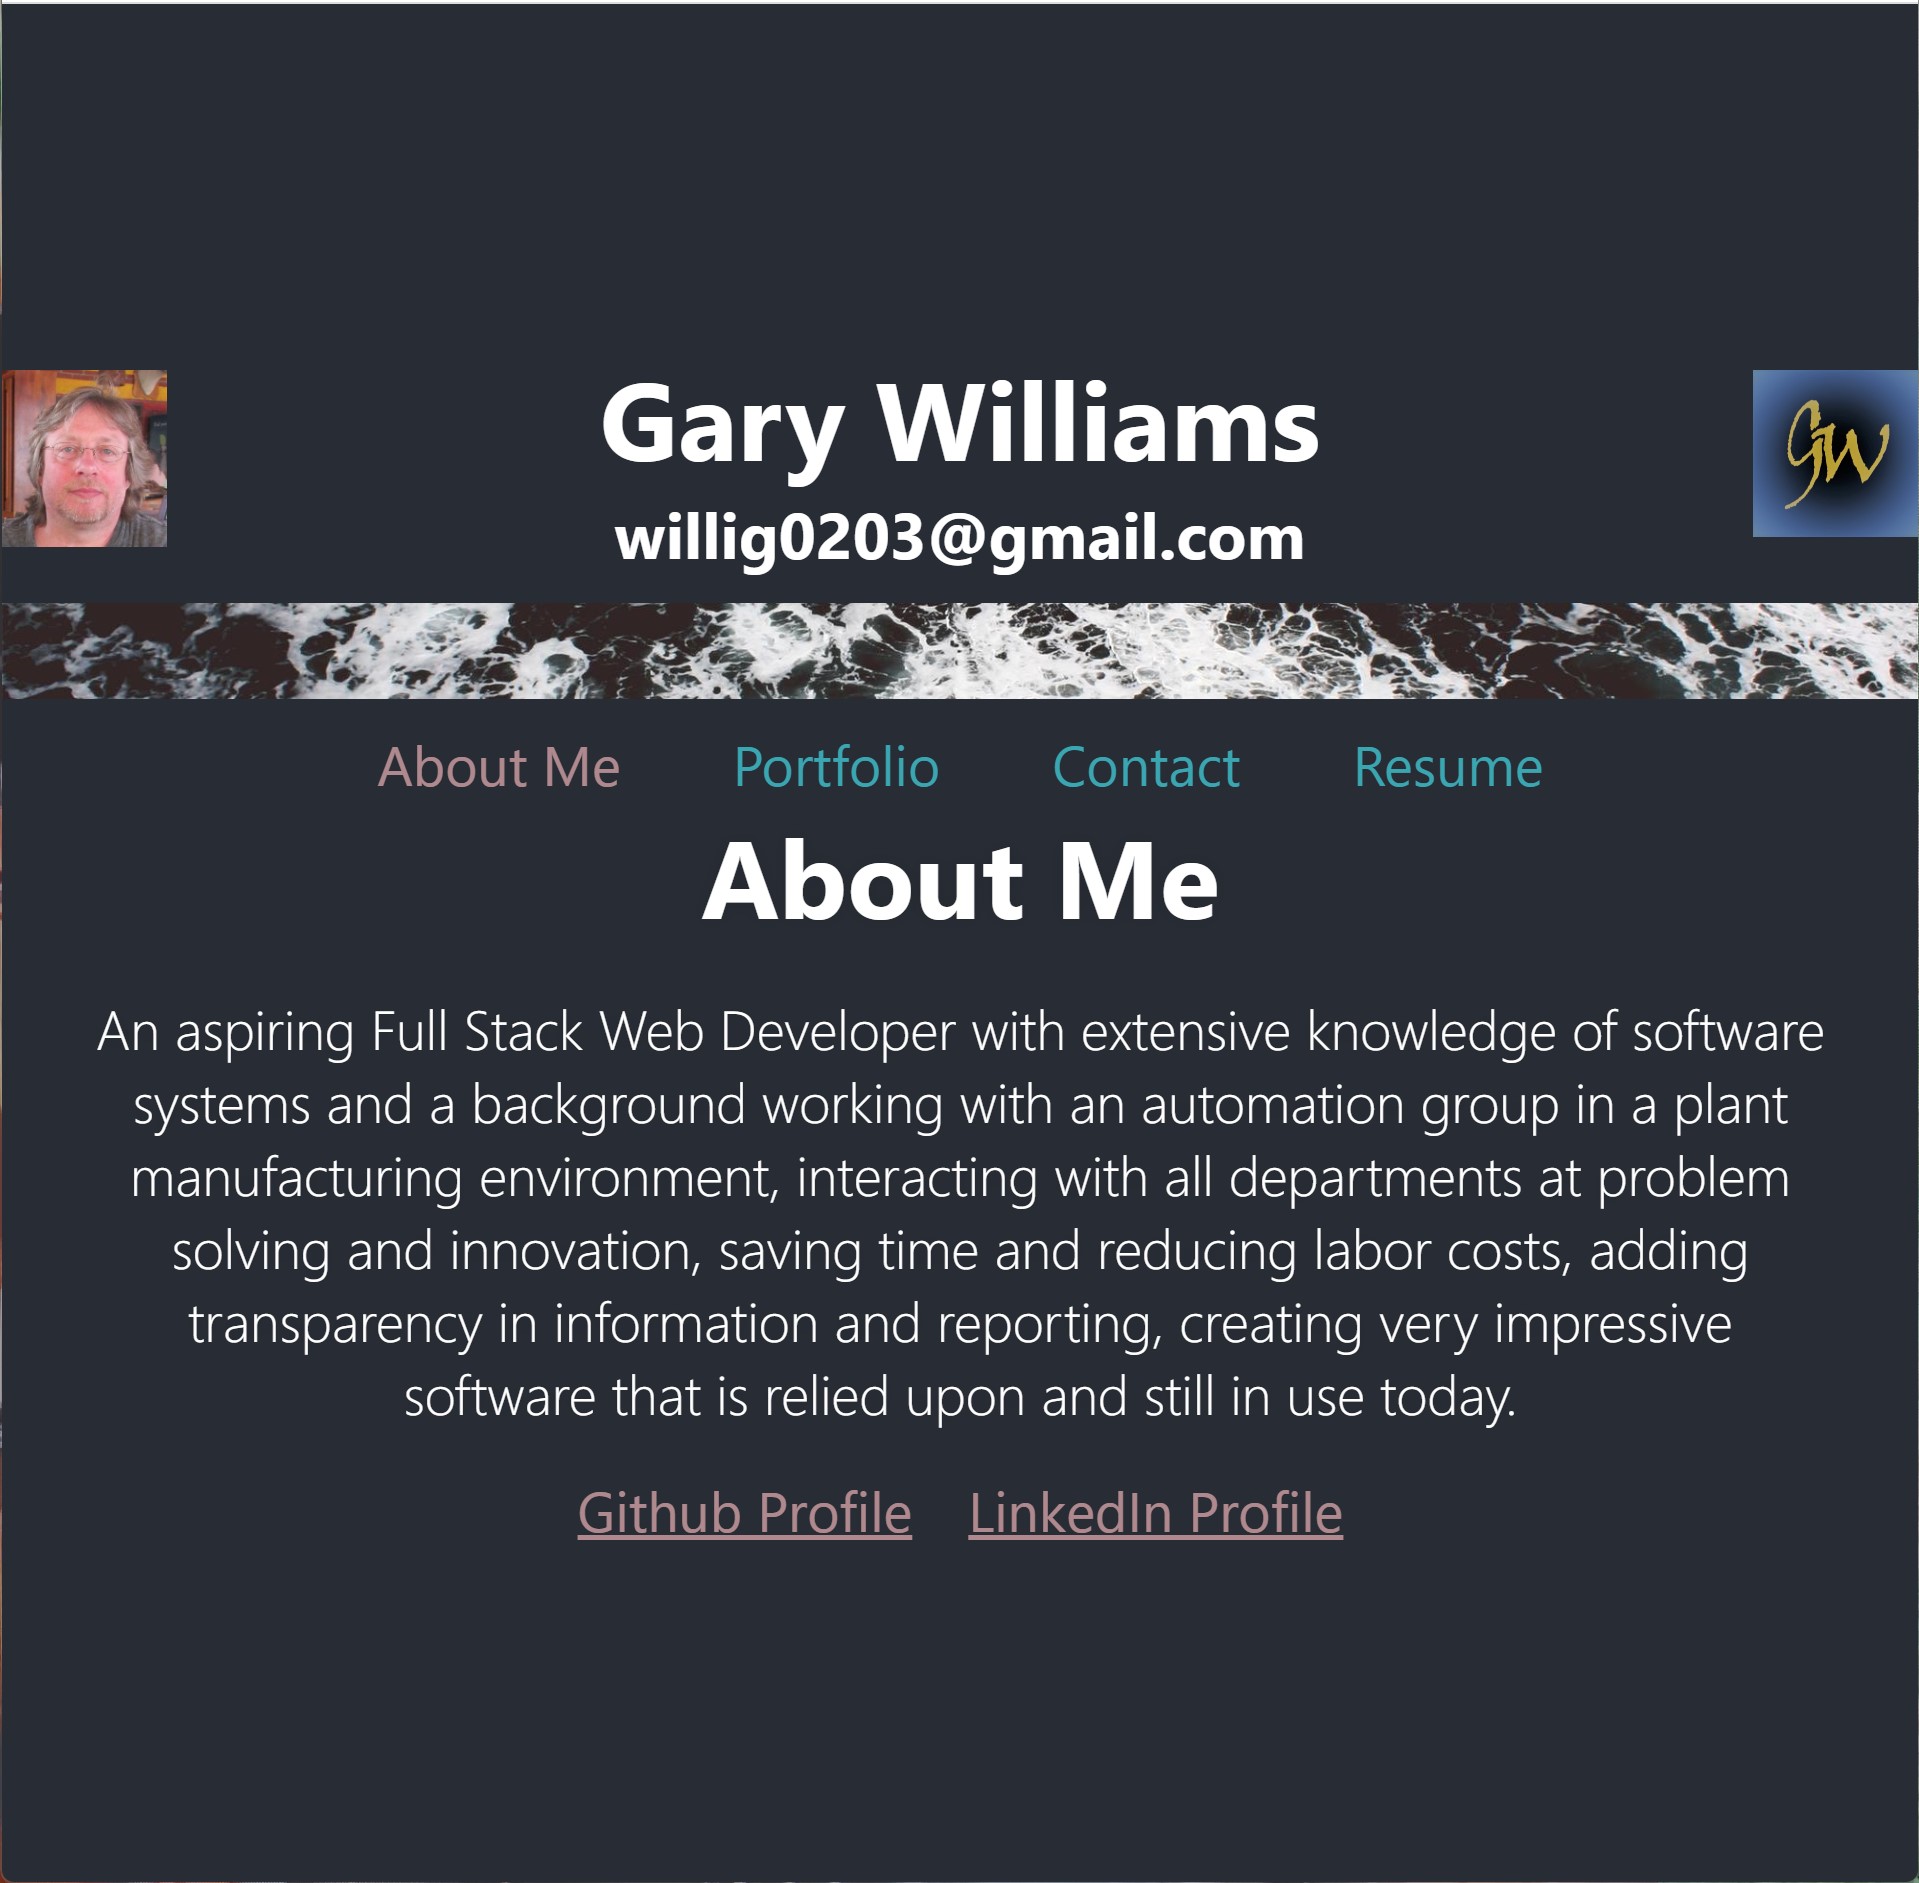 Gary Williams
GW
willig0203@gmail.com
About Me Portfolio Contact Resume
About Me
An aspiring Full Stack Web Developer with extensive knowledge of software
systems and a background working with an automation group in a plant
manufacturing environment, interacting with all departments at problem
solving and innovation, saving time and reducing labor costs, adding
transparency in information and reporting, creating very impressive
software that is relied upon and still in use today.
Github Profile LinkedIn Profile